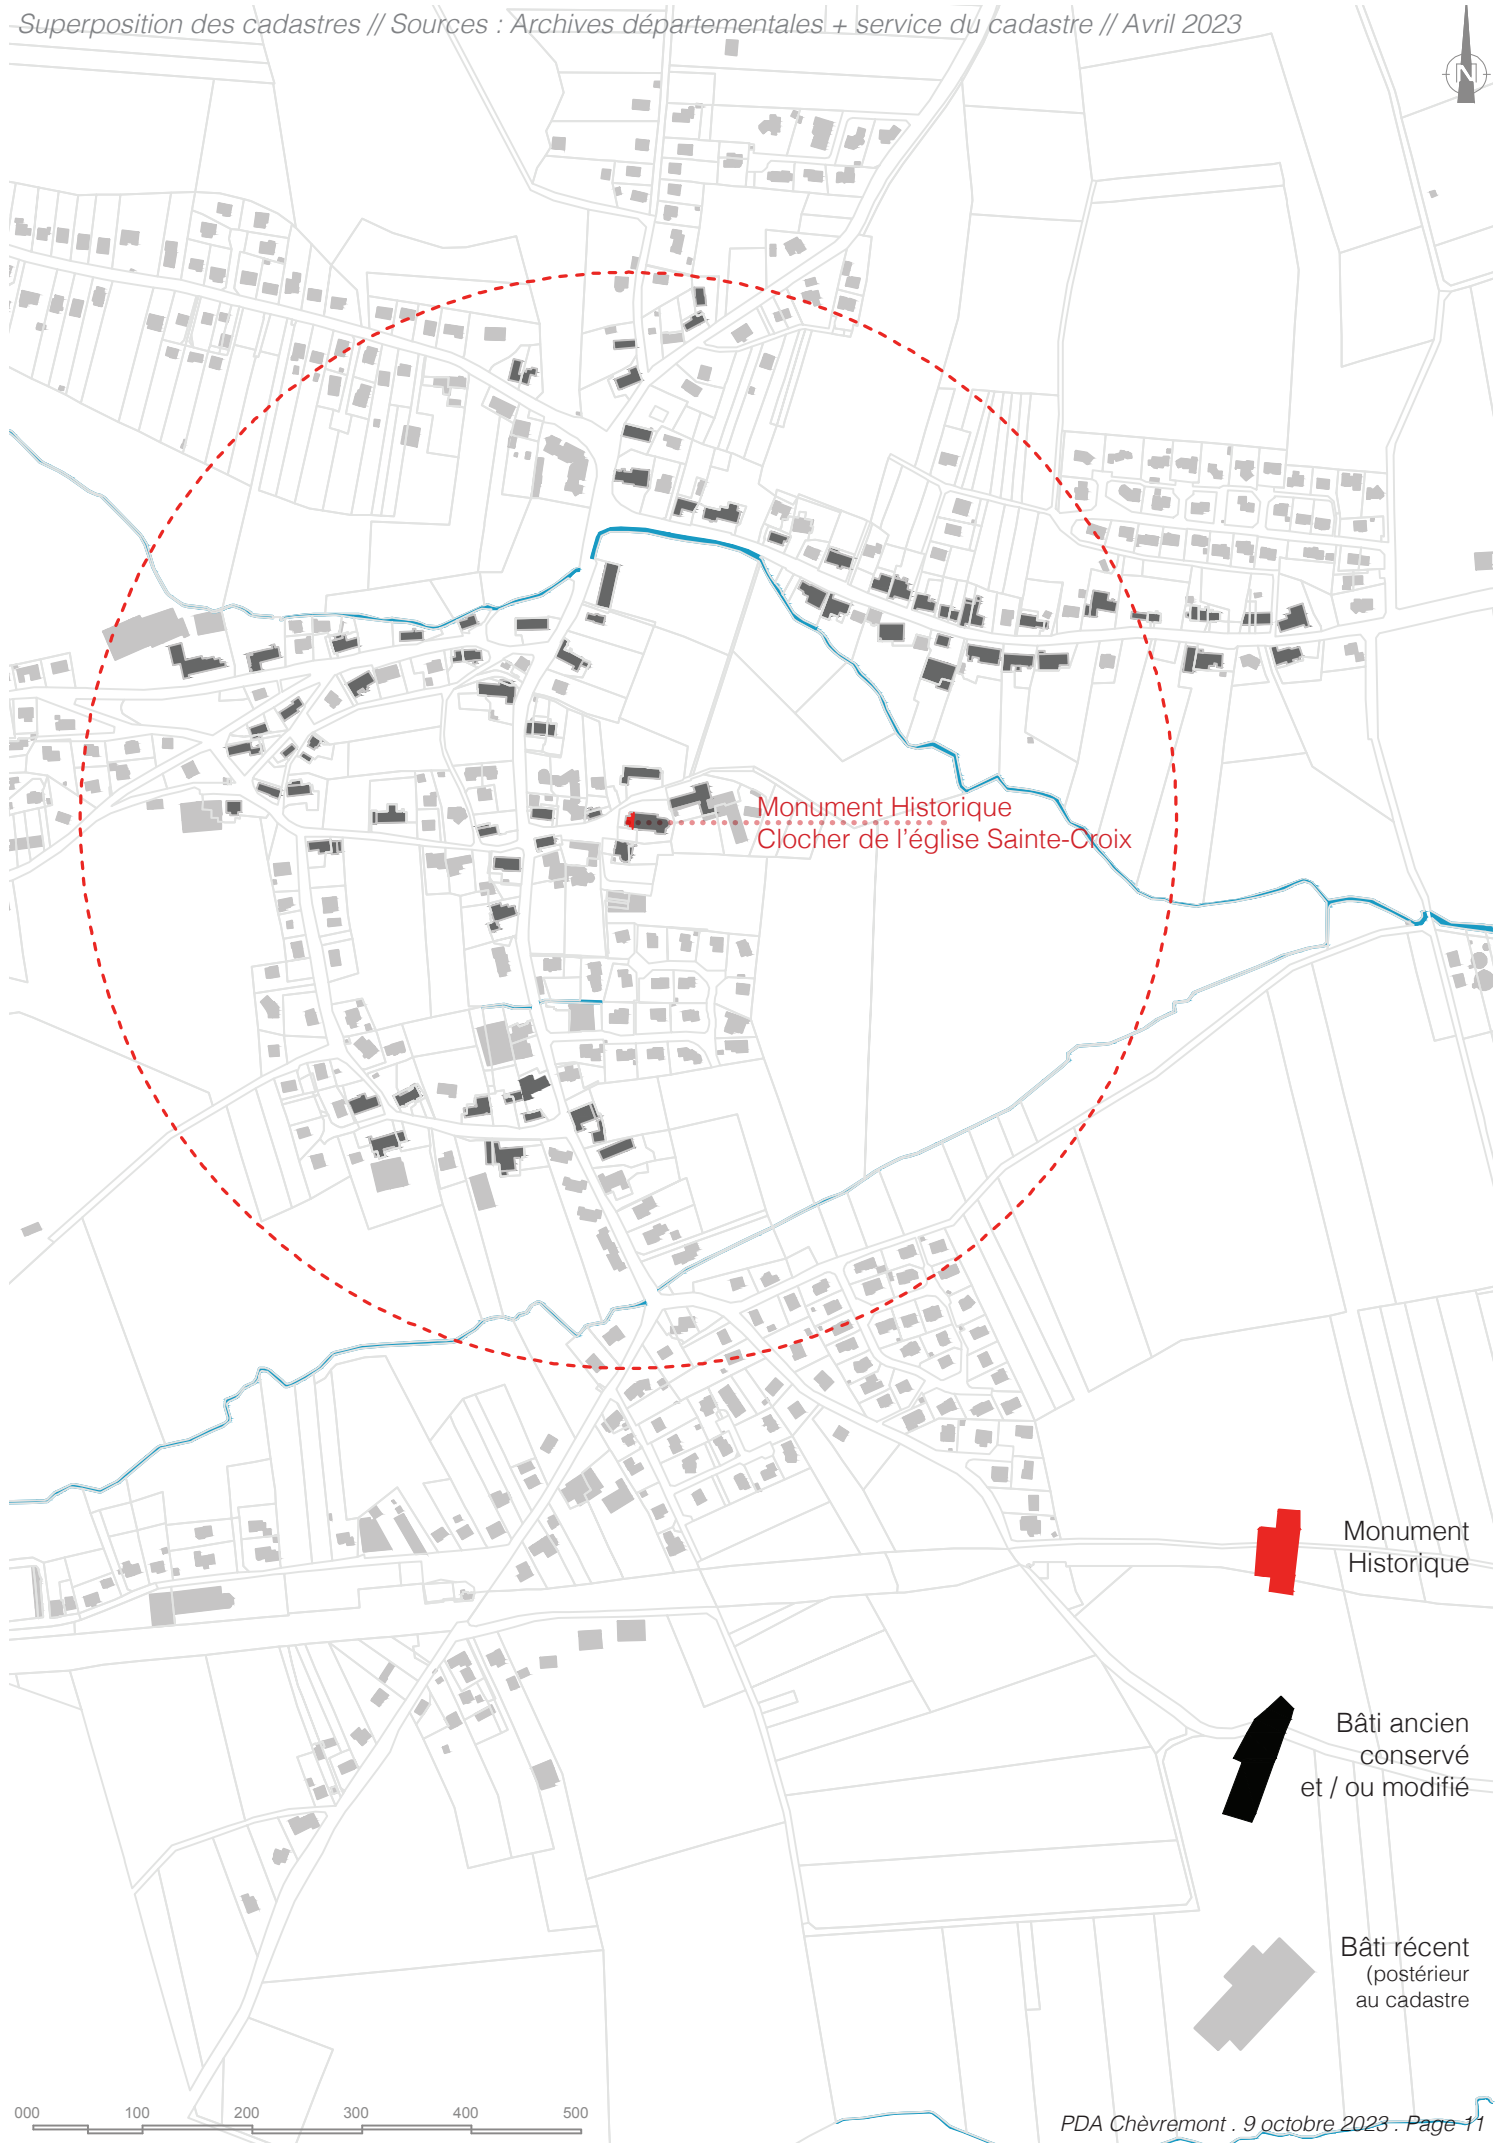 Superposition des cadastres // Sources : Archives départementales + service du cadastre // Avril 2023
N
Monument Historique
Clocher de l'église Sainte-Croix
Monument
Historique
Bâti ancien
conservé
et / ou modifié
Bâti récent
(postérieur
au cadastre
000 100 200 300 400 500
PDA Chèvremont . 9 octobre 2023 . Page 11